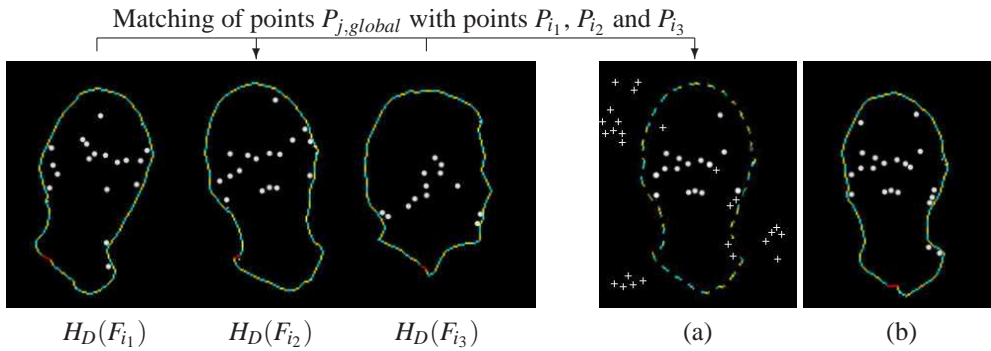 Matching of points P_{j,global} with points P_{i_1}, P_{i_2} and P_{i_3}
H_D(F_{i_1}) H_D(F_{i_2}) H_D(F_{i_3}) (a) (b)